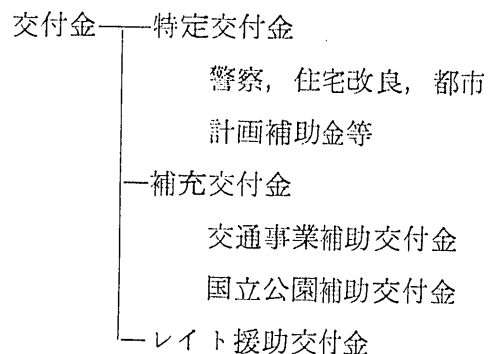 交付金 特定交付金
警察，住宅改良，都市
計画補助金等
補充交付金
交通事業補助交付金
国立公園補助交付金
レイト援助交付金